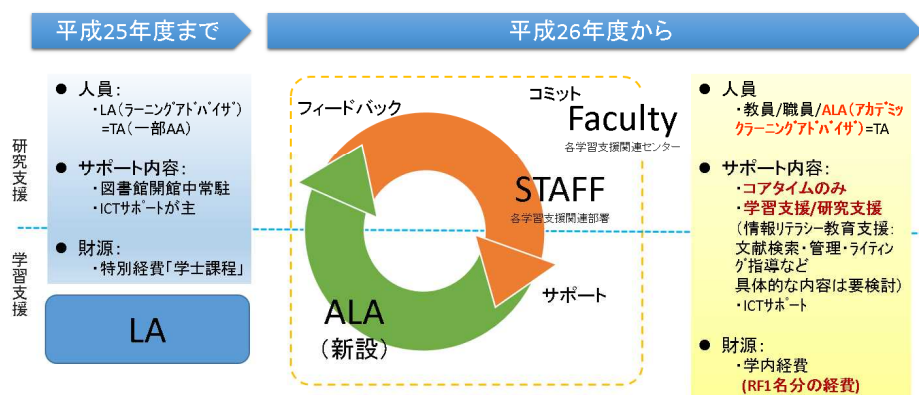 平成25年度まで
平成26年度から
研究支援
学習支援
● 人員:
・LA(ラーニングアドバイザ)
=TA(一部AA)
● サポート内容:
・図書館開館中常駐
・ICTサポートが主
● 財源:
・特別経費「学士課程」
LA
フィードバック
コミット
Faculty
各学習支援関連センター
STAFF
各学習支援関連部署
サポート
ALA
(新設)
● 人員
・教員/職員/ALA(アカデミッ
クラーニングアドバイザ)=TA
● サポート内容:
・コアタイムのみ
・学習支援/研究支援
(情報リテラシー教育支援:
文献検索・管理・ライティン
グ指導など
具体的な内容は要検討)
・ICTサポート
● 財源:
・学内経費
(RF1名分の経費)